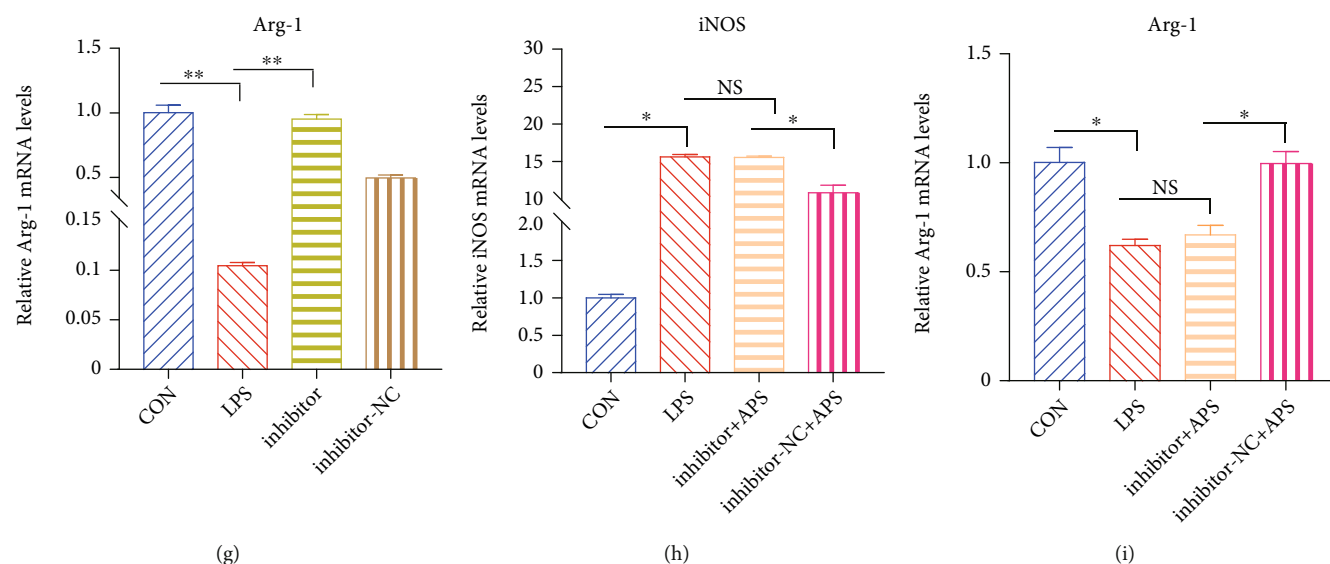 Arg-1
Relative Arg-1 mRNA levels
1.5
1.0
0.5
0.15
0.1
0.05
0
**
**
CON
LPS
inhibitor
inhibitor-NC
(g)
iNOS
Relative iNOS mRNA levels
30
25
20
15
10
2.0
1.0
0.5
0
*
NS
*
CON
LPS
inhibitor+APS
inhibitor-NC+APS
(h)
Arg-1
Relative Arg-1 mRNA levels
1.5
1.0
0.5
0
*
NS
*
CON
LPS
inhibitor+APS
inhibitor-NC+APS
(i)